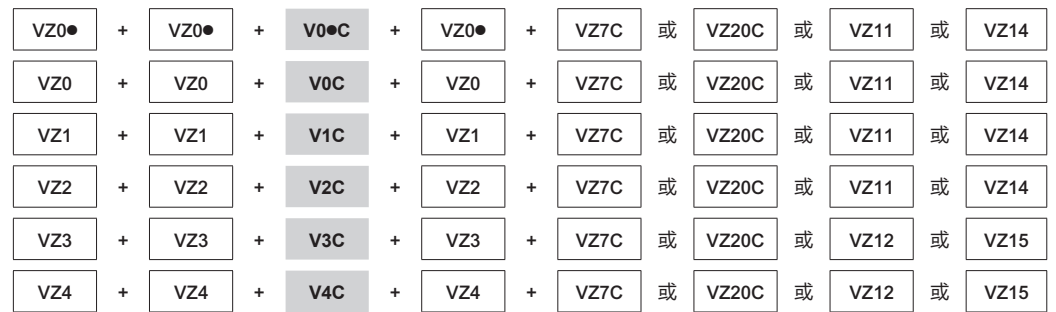 VZ0● + VZ0● + V0●C + VZ0● + VZ7C 或 VZ20C 或 VZ11 或 VZ14
VZ0 + VZ0 + V0C + VZ0 + VZ7C 或 VZ20C 或 VZ11 或 VZ14
VZ1 + VZ1 + V1C + VZ1 + VZ7C 或 VZ20C 或 VZ11 或 VZ14
VZ2 + VZ2 + V2C + VZ2 + VZ7C 或 VZ20C 或 VZ11 或 VZ14
VZ3 + VZ3 + V3C + VZ3 + VZ7C 或 VZ20C 或 VZ12 或 VZ15
VZ4 + VZ4 + V4C + VZ4 + VZ7C 或 VZ20C 或 VZ12 或 VZ15